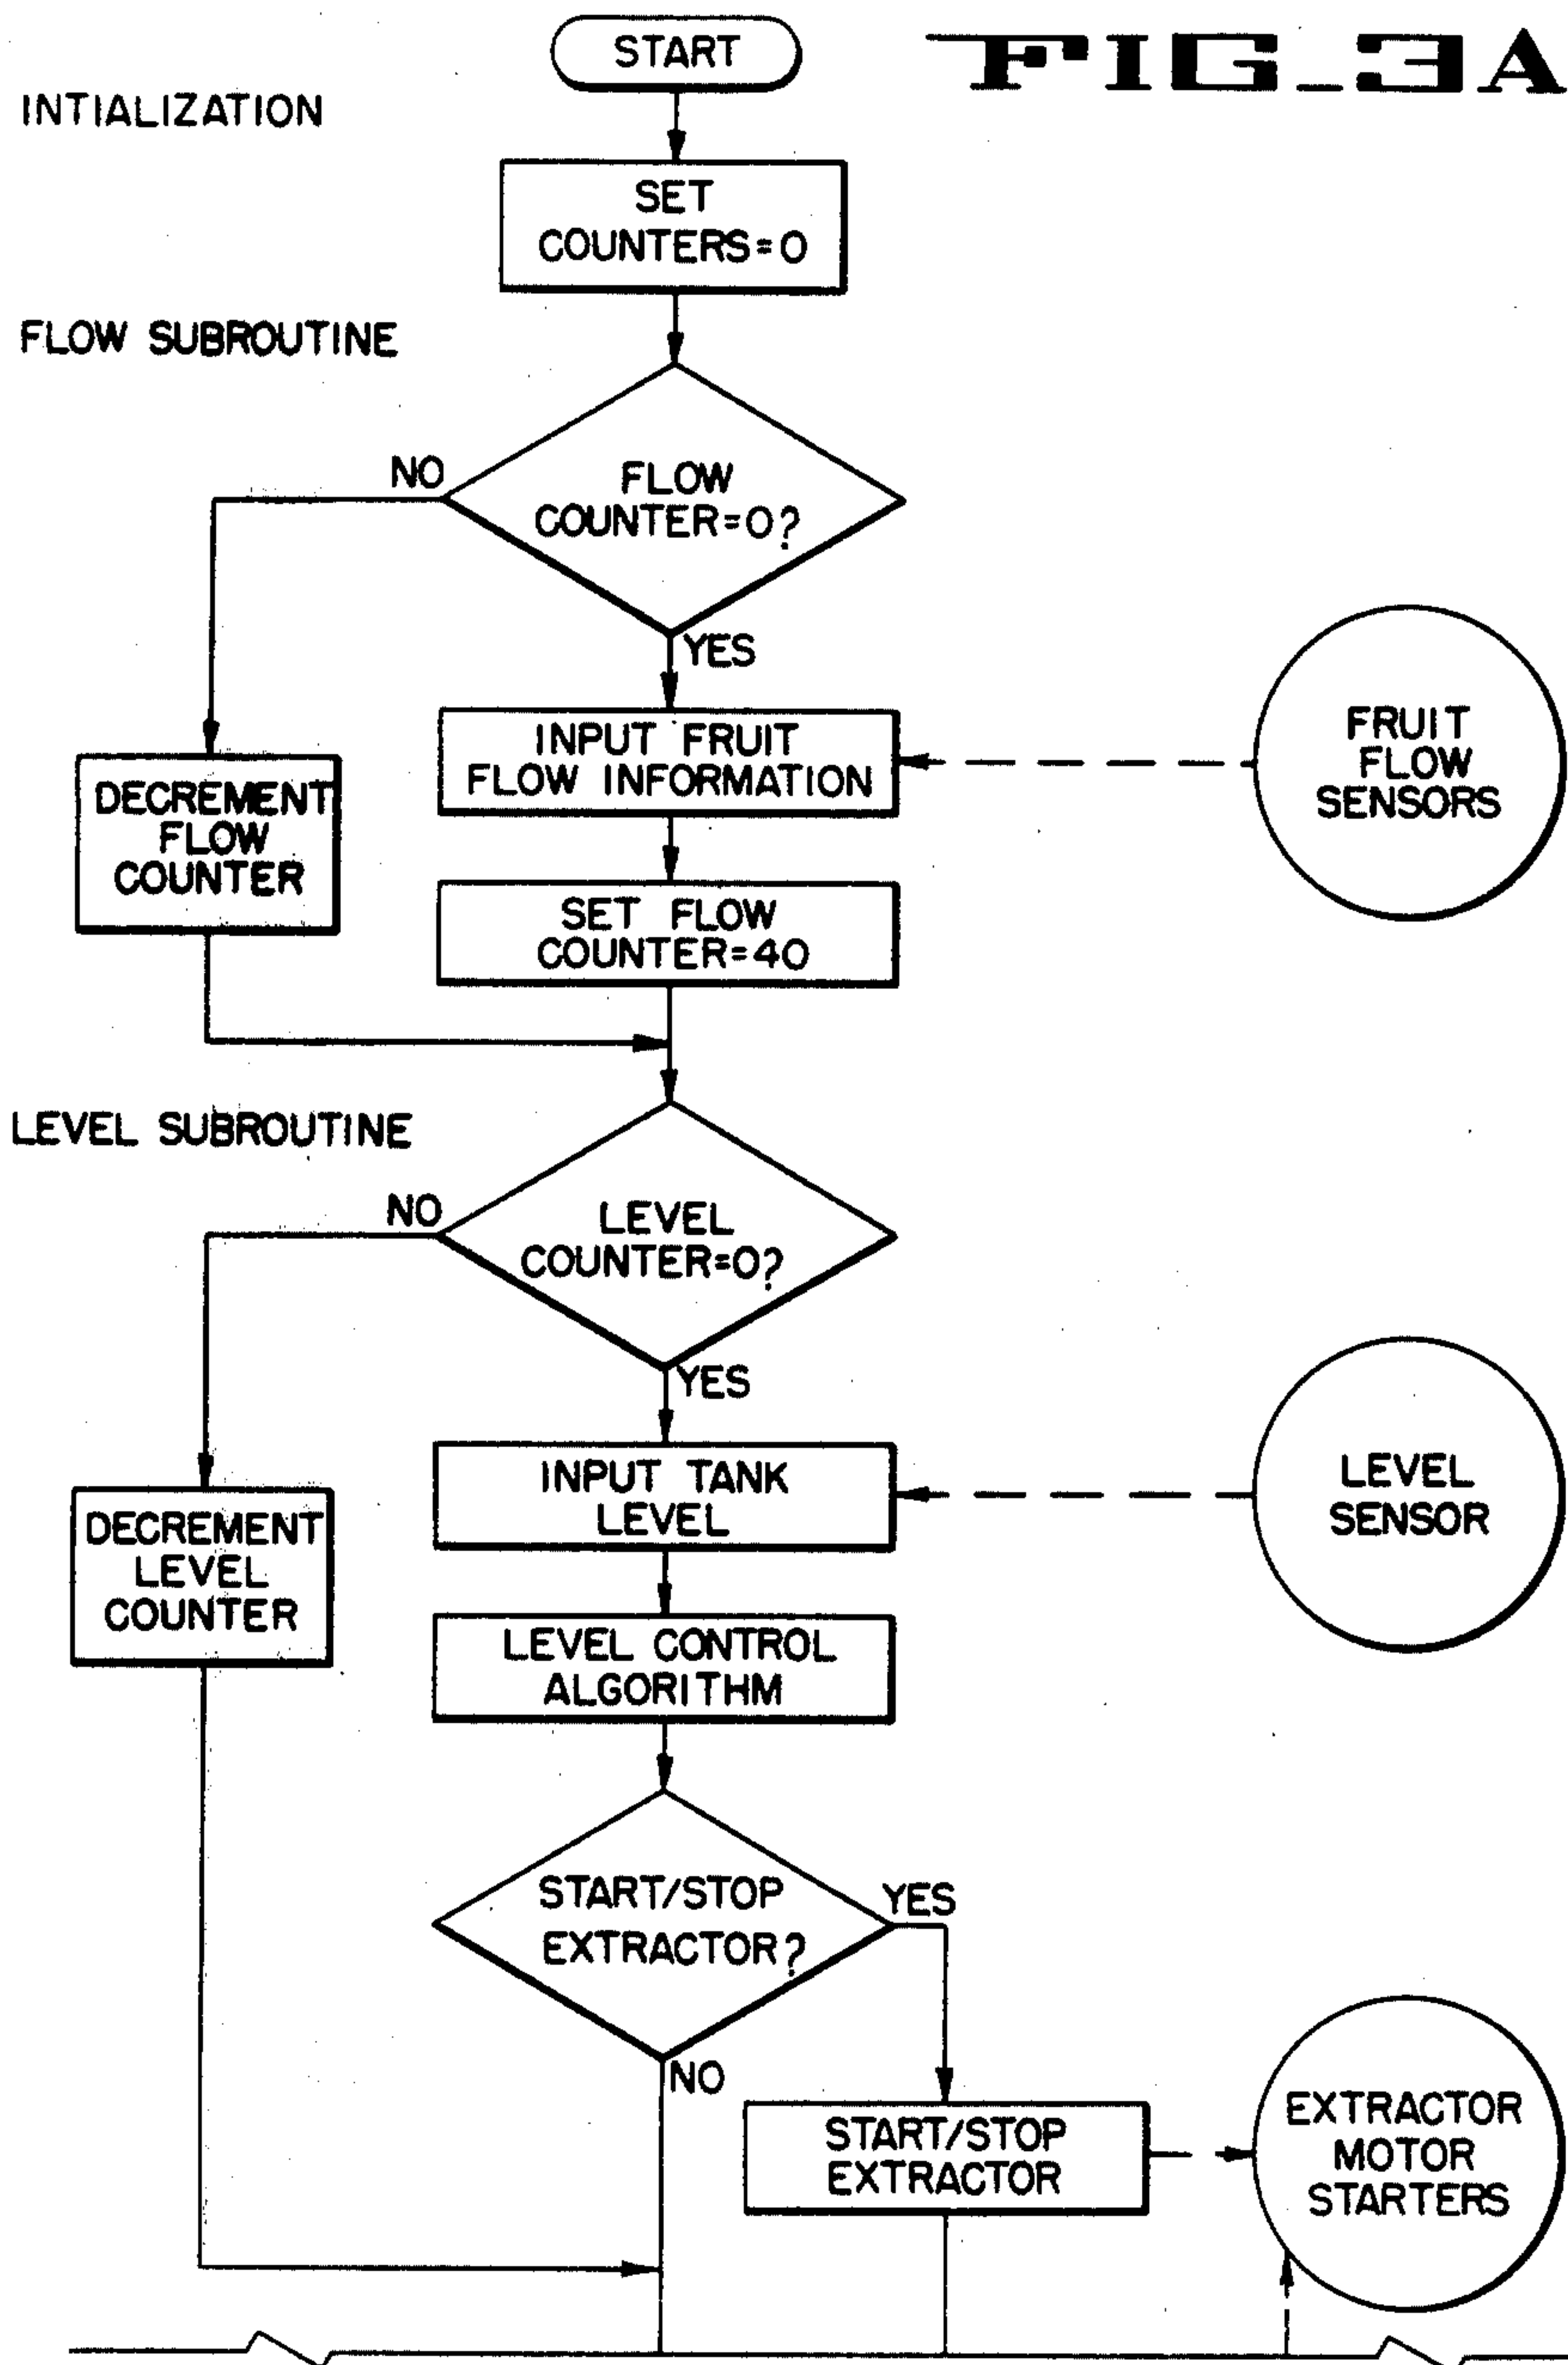 START
FIG_3A
INTIALIZATION
SET
COUNTERS=0
FLOW SUBROUTINE
NO
FLOW
COUNTER=0?
YES
INPUT FRUIT
FLOW INFORMATION
FRUIT
FLOW
SENSORS
DECREMENT
FLOW
COUNTER
SET FLOW
COUNTER=40
LEVEL SUBROUTINE
NO
LEVEL
COUNTER=0?
YES
INPUT TANK
LEVEL
LEVEL
SENSOR
DECREMENT
LEVEL
COUNTER
LEVEL CONTROL
ALGORITHM
START/STOP
EXTRACTOR?
YES
NO
START/STOP
EXTRACTOR
EXTRACTOR
MOTOR
STARTERS